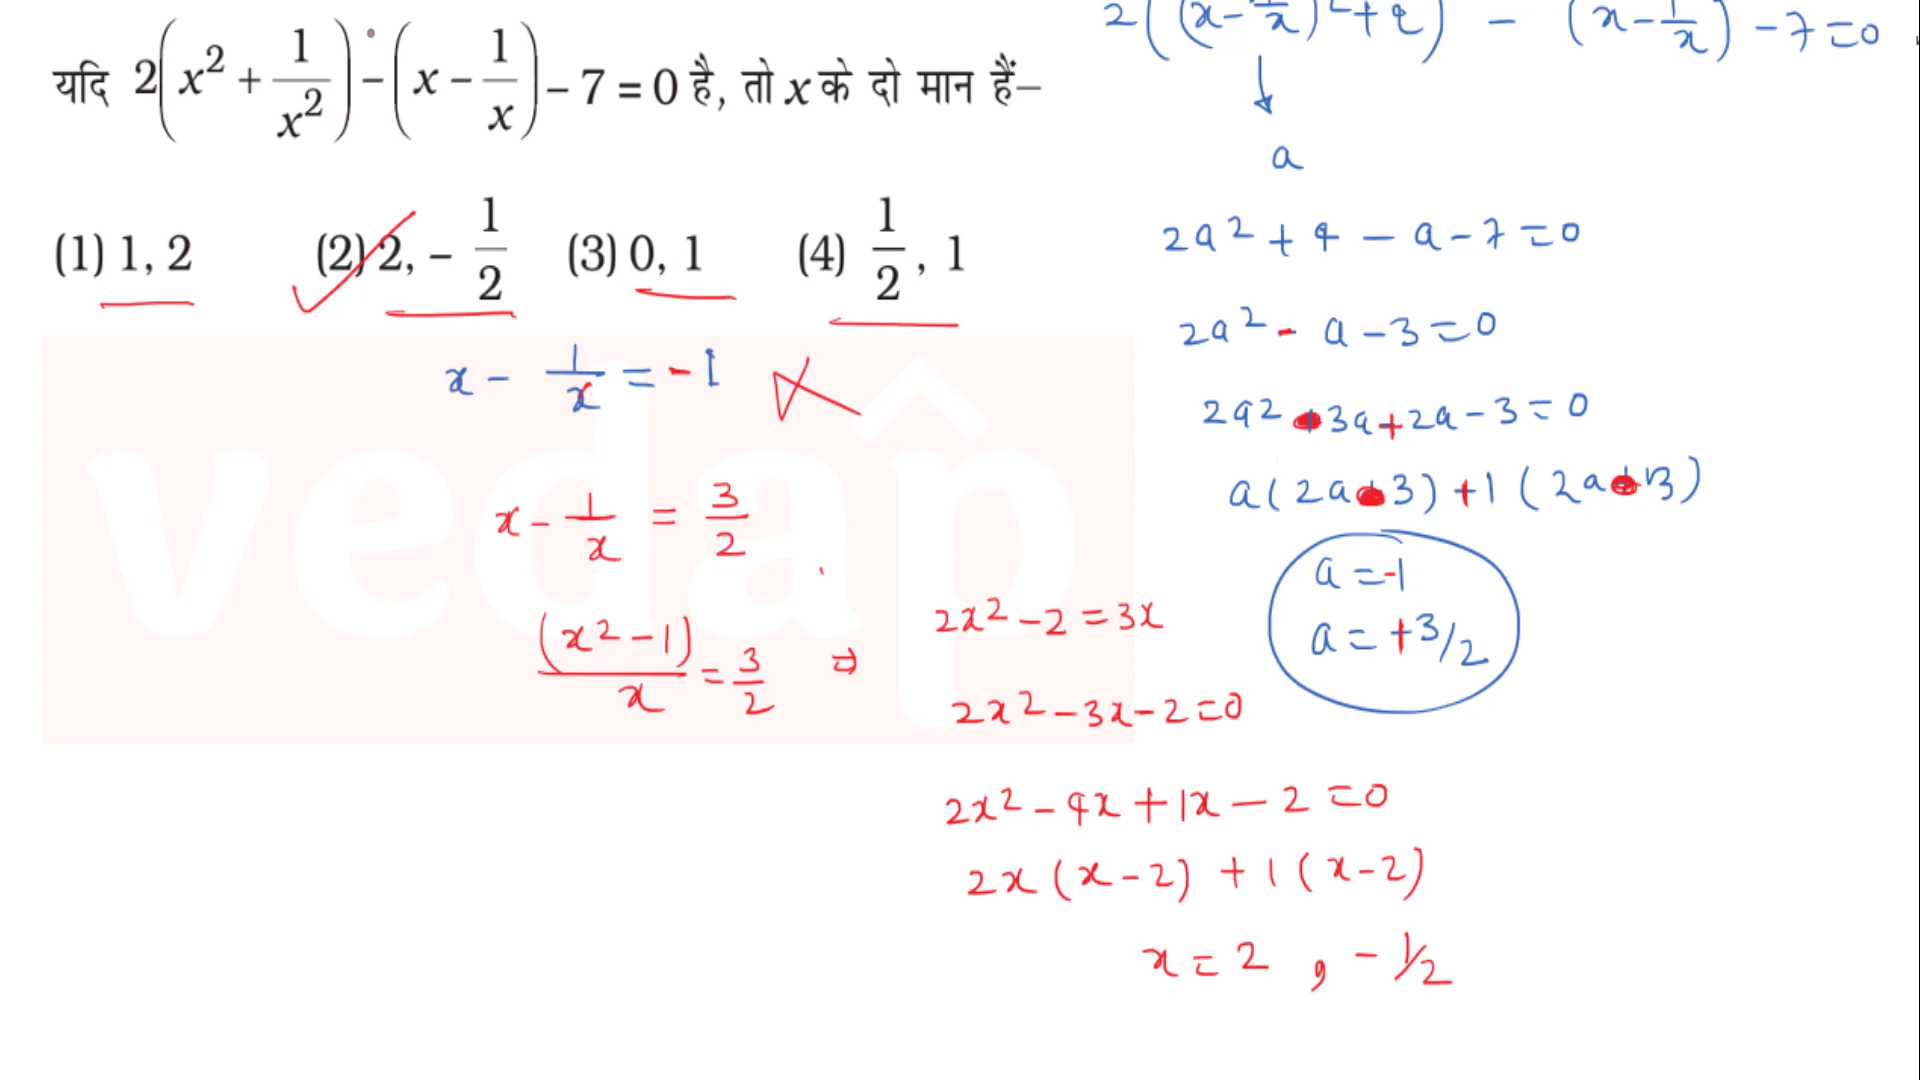 यदि 2(x² + 1/x²) - (x - 1/x) - 7 = 0 है, तो x के दो मान हैं–
(1) 1, 2 (2) 2, - 1/2 (3) 0, 1 (4) 1/2, 1
2((x - 1/x)² + 2) - (x - 1/x) - 7 = 0
a
2a² + 4 - a - 7 = 0
2a² - a - 3 = 0
2a² - 3a + 2a - 3 = 0
a(2a - 3) + 1(2a - 3)
a = -1
a = +3/2
x - 1/x = -1
x - 1/x = 3/2
(x² - 1)/x = 3/2 ⇒
2x² - 2 = 3x
2x² - 3x - 2 = 0
2x² - 4x + 1x - 2 = 0
2x(x - 2) + 1(x - 2)
x = 2, -1/2
vedap